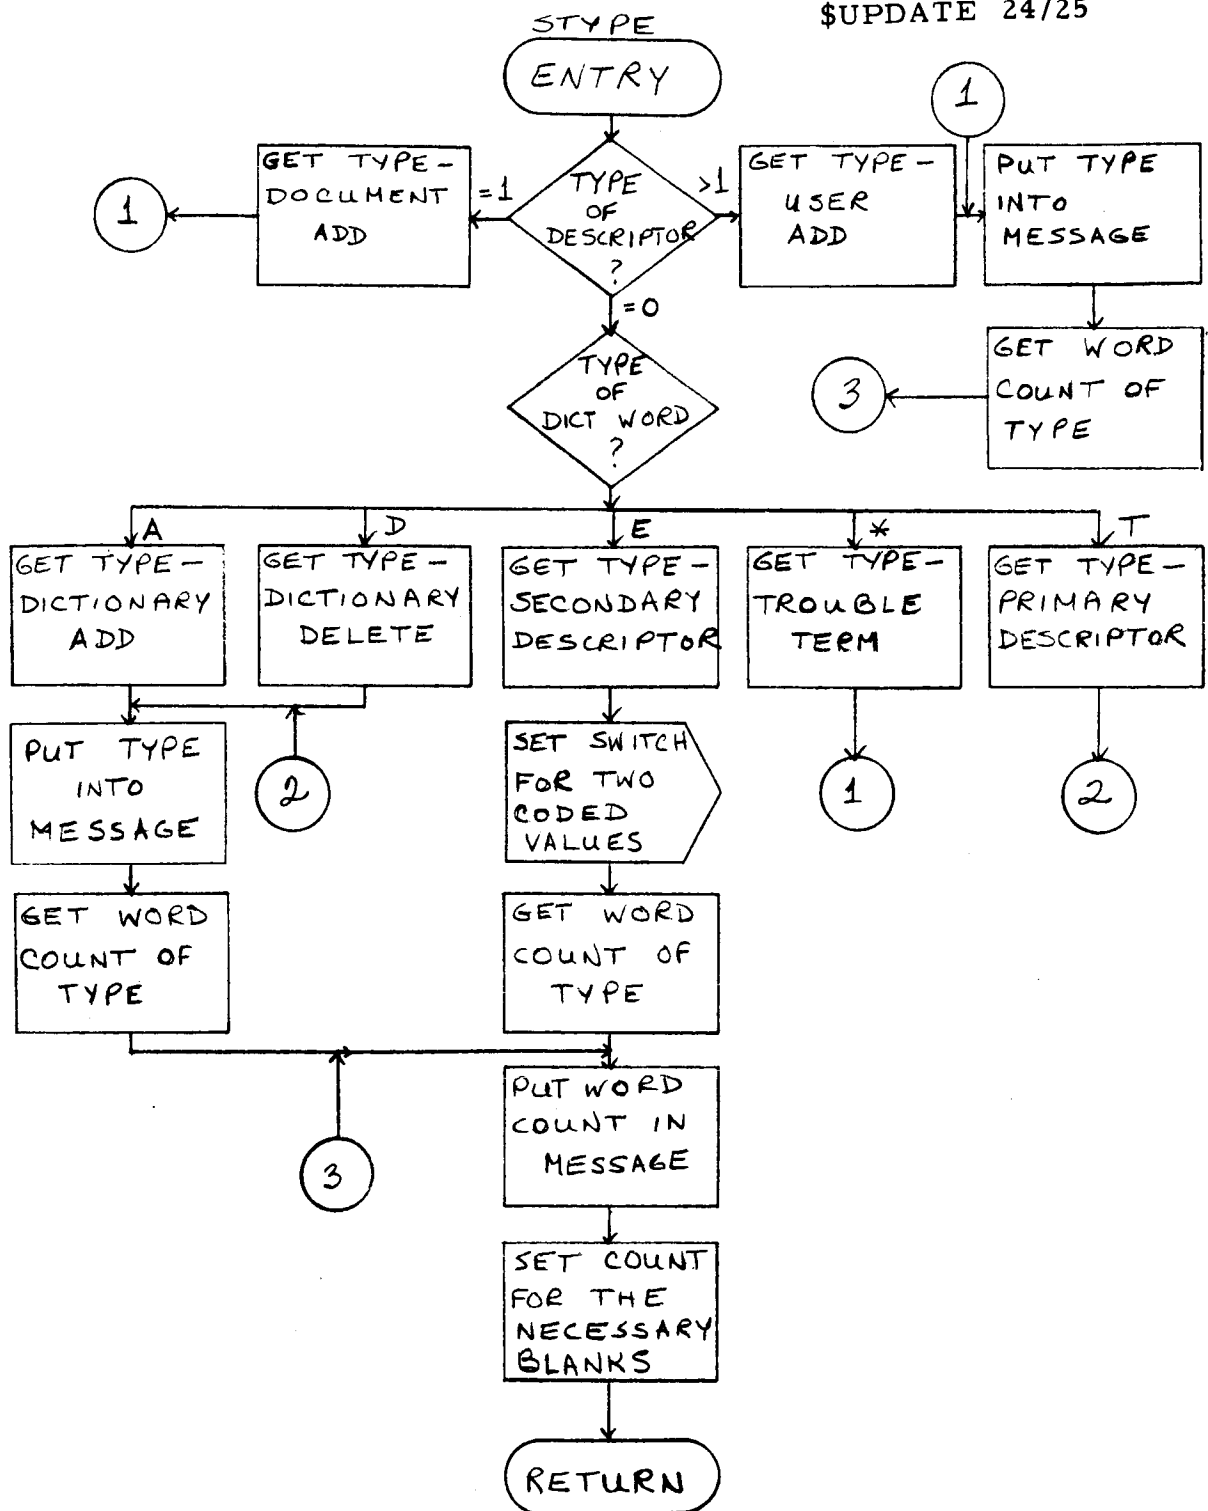 $UPDATE 24/25
STYPE
ENTRY
1
GET TYPE –
DOCUMENT
ADD
=1
TYPE
OF
DESCRIPTOR
?
>1
GET TYPE –
USER
ADD
PUT TYPE
INTO
MESSAGE
1
=0
TYPE
OF
DICT WORD
?
3
GET WORD
COUNT OF
TYPE
A
D
E
*
T
GET TYPE –
DICTIONARY
ADD
GET TYPE –
DICTIONARY
DELETE
GET TYPE –
SECONDARY
DESCRIPTOR
GET TYPE –
TROUBLE
TERM
GET TYPE –
PRIMARY
DESCRIPTOR
PUT TYPE
INTO
MESSAGE
2
SET SWITCH
FOR TWO
CODED
VALUES
1
2
GET WORD
COUNT OF
TYPE
GET WORD
COUNT OF
TYPE
3
PUT WORD
COUNT IN
MESSAGE
SET COUNT
FOR THE
NECESSARY
BLANKS
RETURN